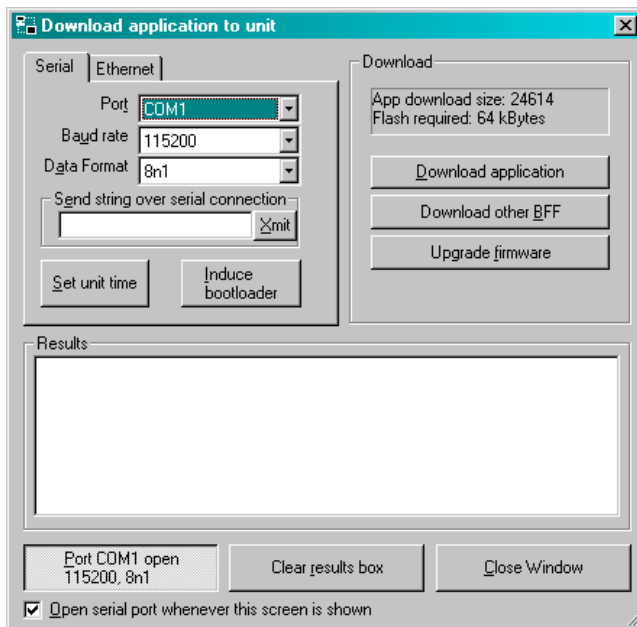 Download application to unit
Serial
Ethernet
Port
COM1
Baud rate
115200
Data Format
8n1
Send string over serial connection
Xmit
Set unit time
Induce
bootloader
Download
App download size: 24614
Flash required: 64 kBytes
Download application
Download other BFF
Upgrade firmware
Results
Port COM1 open
115200, 8n1
Clear results box
Close Window
Open serial port whenever this screen is shown